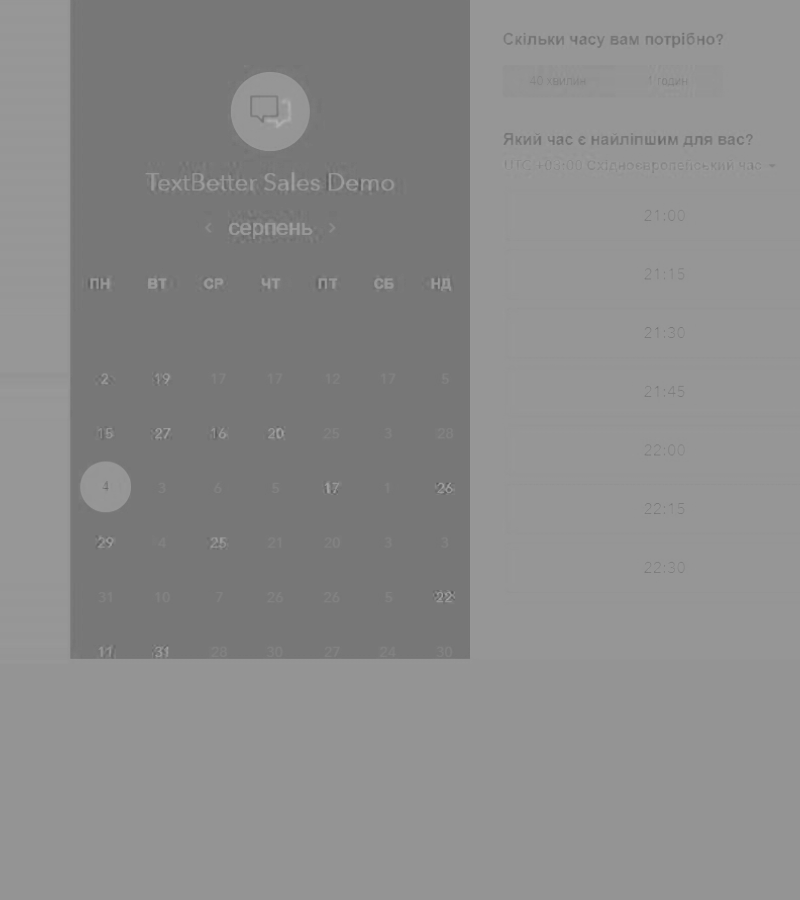 TextBetter Sales Demo
серпень
ПН ВТ СР ЧТ ПТ СБ НД
2 19 17 17 12 17 5
15 27 16 20 25 3 28
4 3 6 5 17 1 26
29 4 25 21 20 3 3
31 10 7 26 26 5 22
11 31 28 30 27 24 30
Скільки часу вам потрібно?
40 хвилин 1 годин
Який час є найліпшим для вас?
UTC +03:00 Східноєвропейський час
21:00
21:15
21:30
21:45
22:00
22:15
22:30